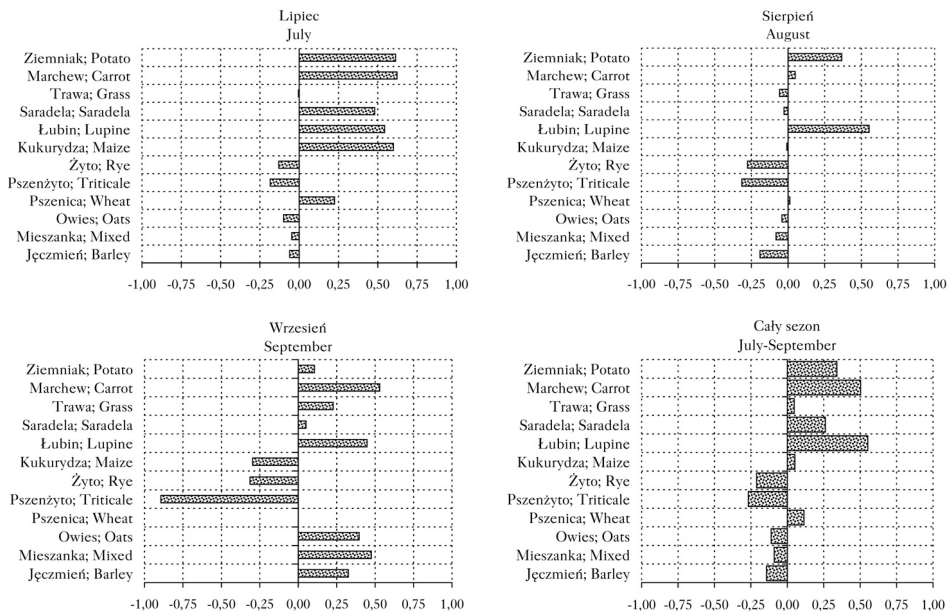 Lipiec
July
Ziemniak; Potato
Marchew; Carrot
Trawa; Grass
Saradela; Saradela
Łubin; Lupine
Kukurydza; Maize
Żyto; Rye
Pszenżyto; Triticale
Pszenica; Wheat
Owies; Oats
Mieszanka; Mixed
Jęczmień; Barley
-1,00 -0,75 -0,50 -0,25 0,00 0,25 0,50 0,75 1,00
Sierpień
August
Ziemniak; Potato
Marchew; Carrot
Trawa; Grass
Saradela; Saradela
Łubin; Lupine
Kukurydza; Maize
Żyto; Rye
Pszenżyto; Triticale
Pszenica; Wheat
Owies; Oats
Mieszanka; Mixed
Jęczmień; Barley
-1,00 -0,75 -0,50 -0,25 0,00 0,25 0,50 0,75 1,00
Wrzesień
September
Ziemniak; Potato
Marchew; Carrot
Trawa; Grass
Saradela; Saradela
Łubin; Lupine
Kukurydza; Maize
Żyto; Rye
Pszenżyto; Triticale
Pszenica; Wheat
Owies; Oats
Mieszanka; Mixed
Jęczmień; Barley
-1,00 -0,75 -0,50 -0,25 0,00 0,25 0,50 0,75 1,00
Cały sezon
July-September
Ziemniak; Potato
Marchew; Carrot
Trawa; Grass
Saradela; Saradela
Łubin; Lupine
Kukurydza; Maize
Żyto; Rye
Pszenżyto; Triticale
Pszenica; Wheat
Owies; Oats
Mieszanka; Mixed
Jęczmień; Barley
-1,00 -0,75 -0,50 -0,25 0,00 0,25 0,50 0,75 1,00